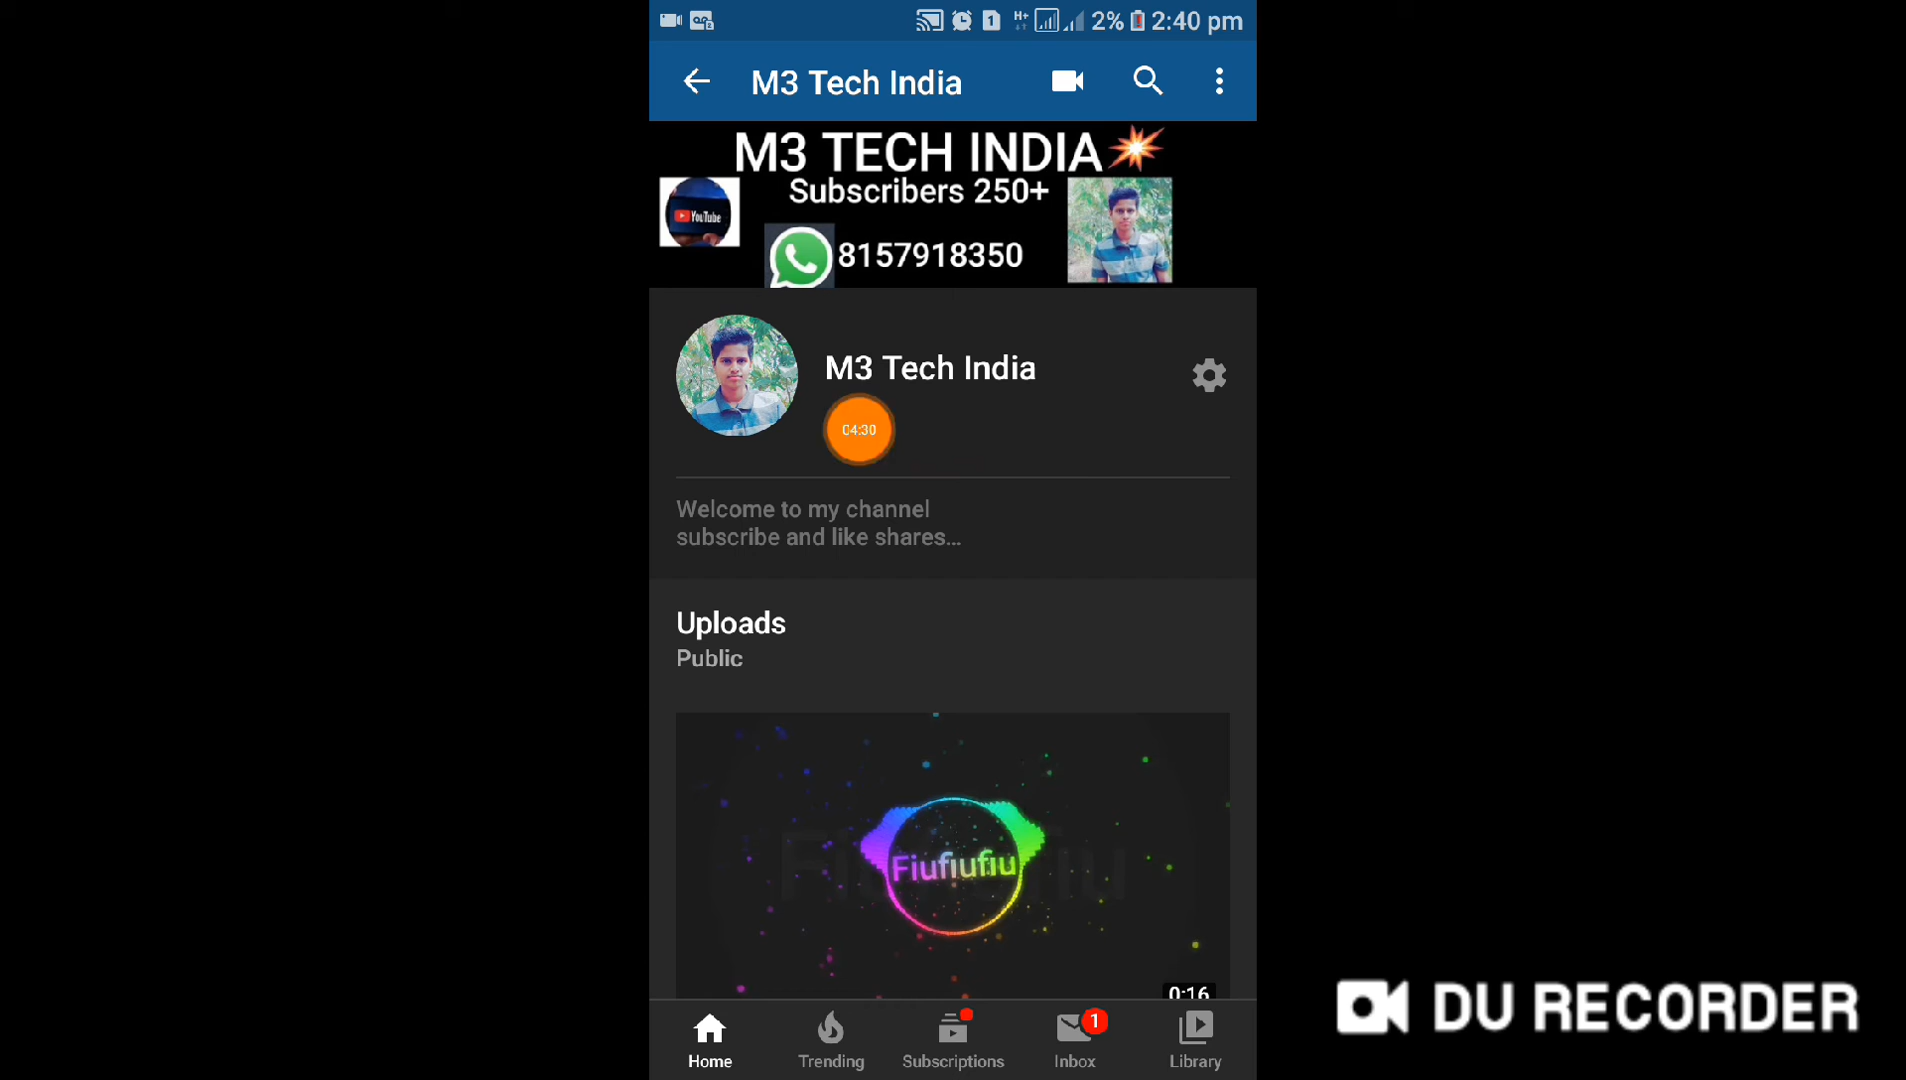 H+ 1 2% 2:40 pm
M3 Tech India
M3 TECH INDIA
Subscribers 250+
YouTube
8157918350
M3 Tech India
04:30
Welcome to my channel
subscribe and like shares...
Uploads
Public
Fiufiufiu
0:16
1
Home Trending Subscriptions Inbox Library
DU RECORDER